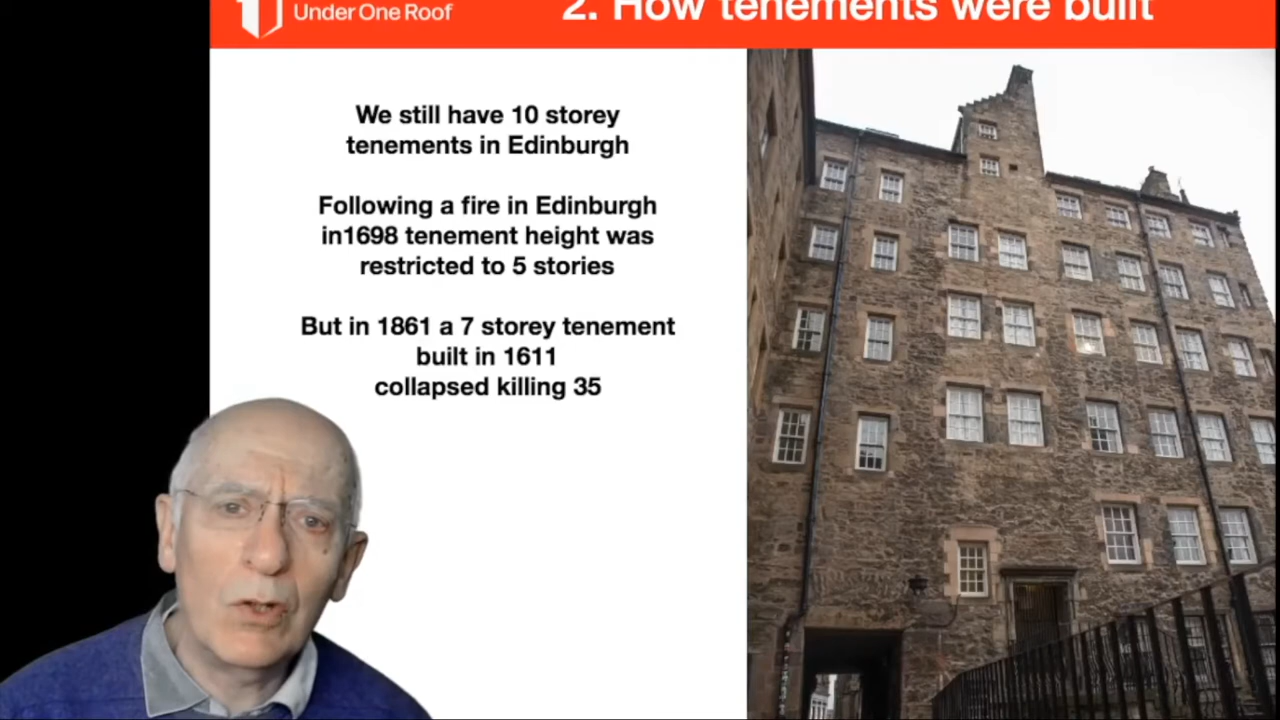 Under One Roof
2. How tenements were built
We still have 10 storey
tenements in Edinburgh
Following a fire in Edinburgh
in1698 tenement height was
restricted to 5 stories
But in 1861 a 7 storey tenement
built in 1611
collapsed killing 35